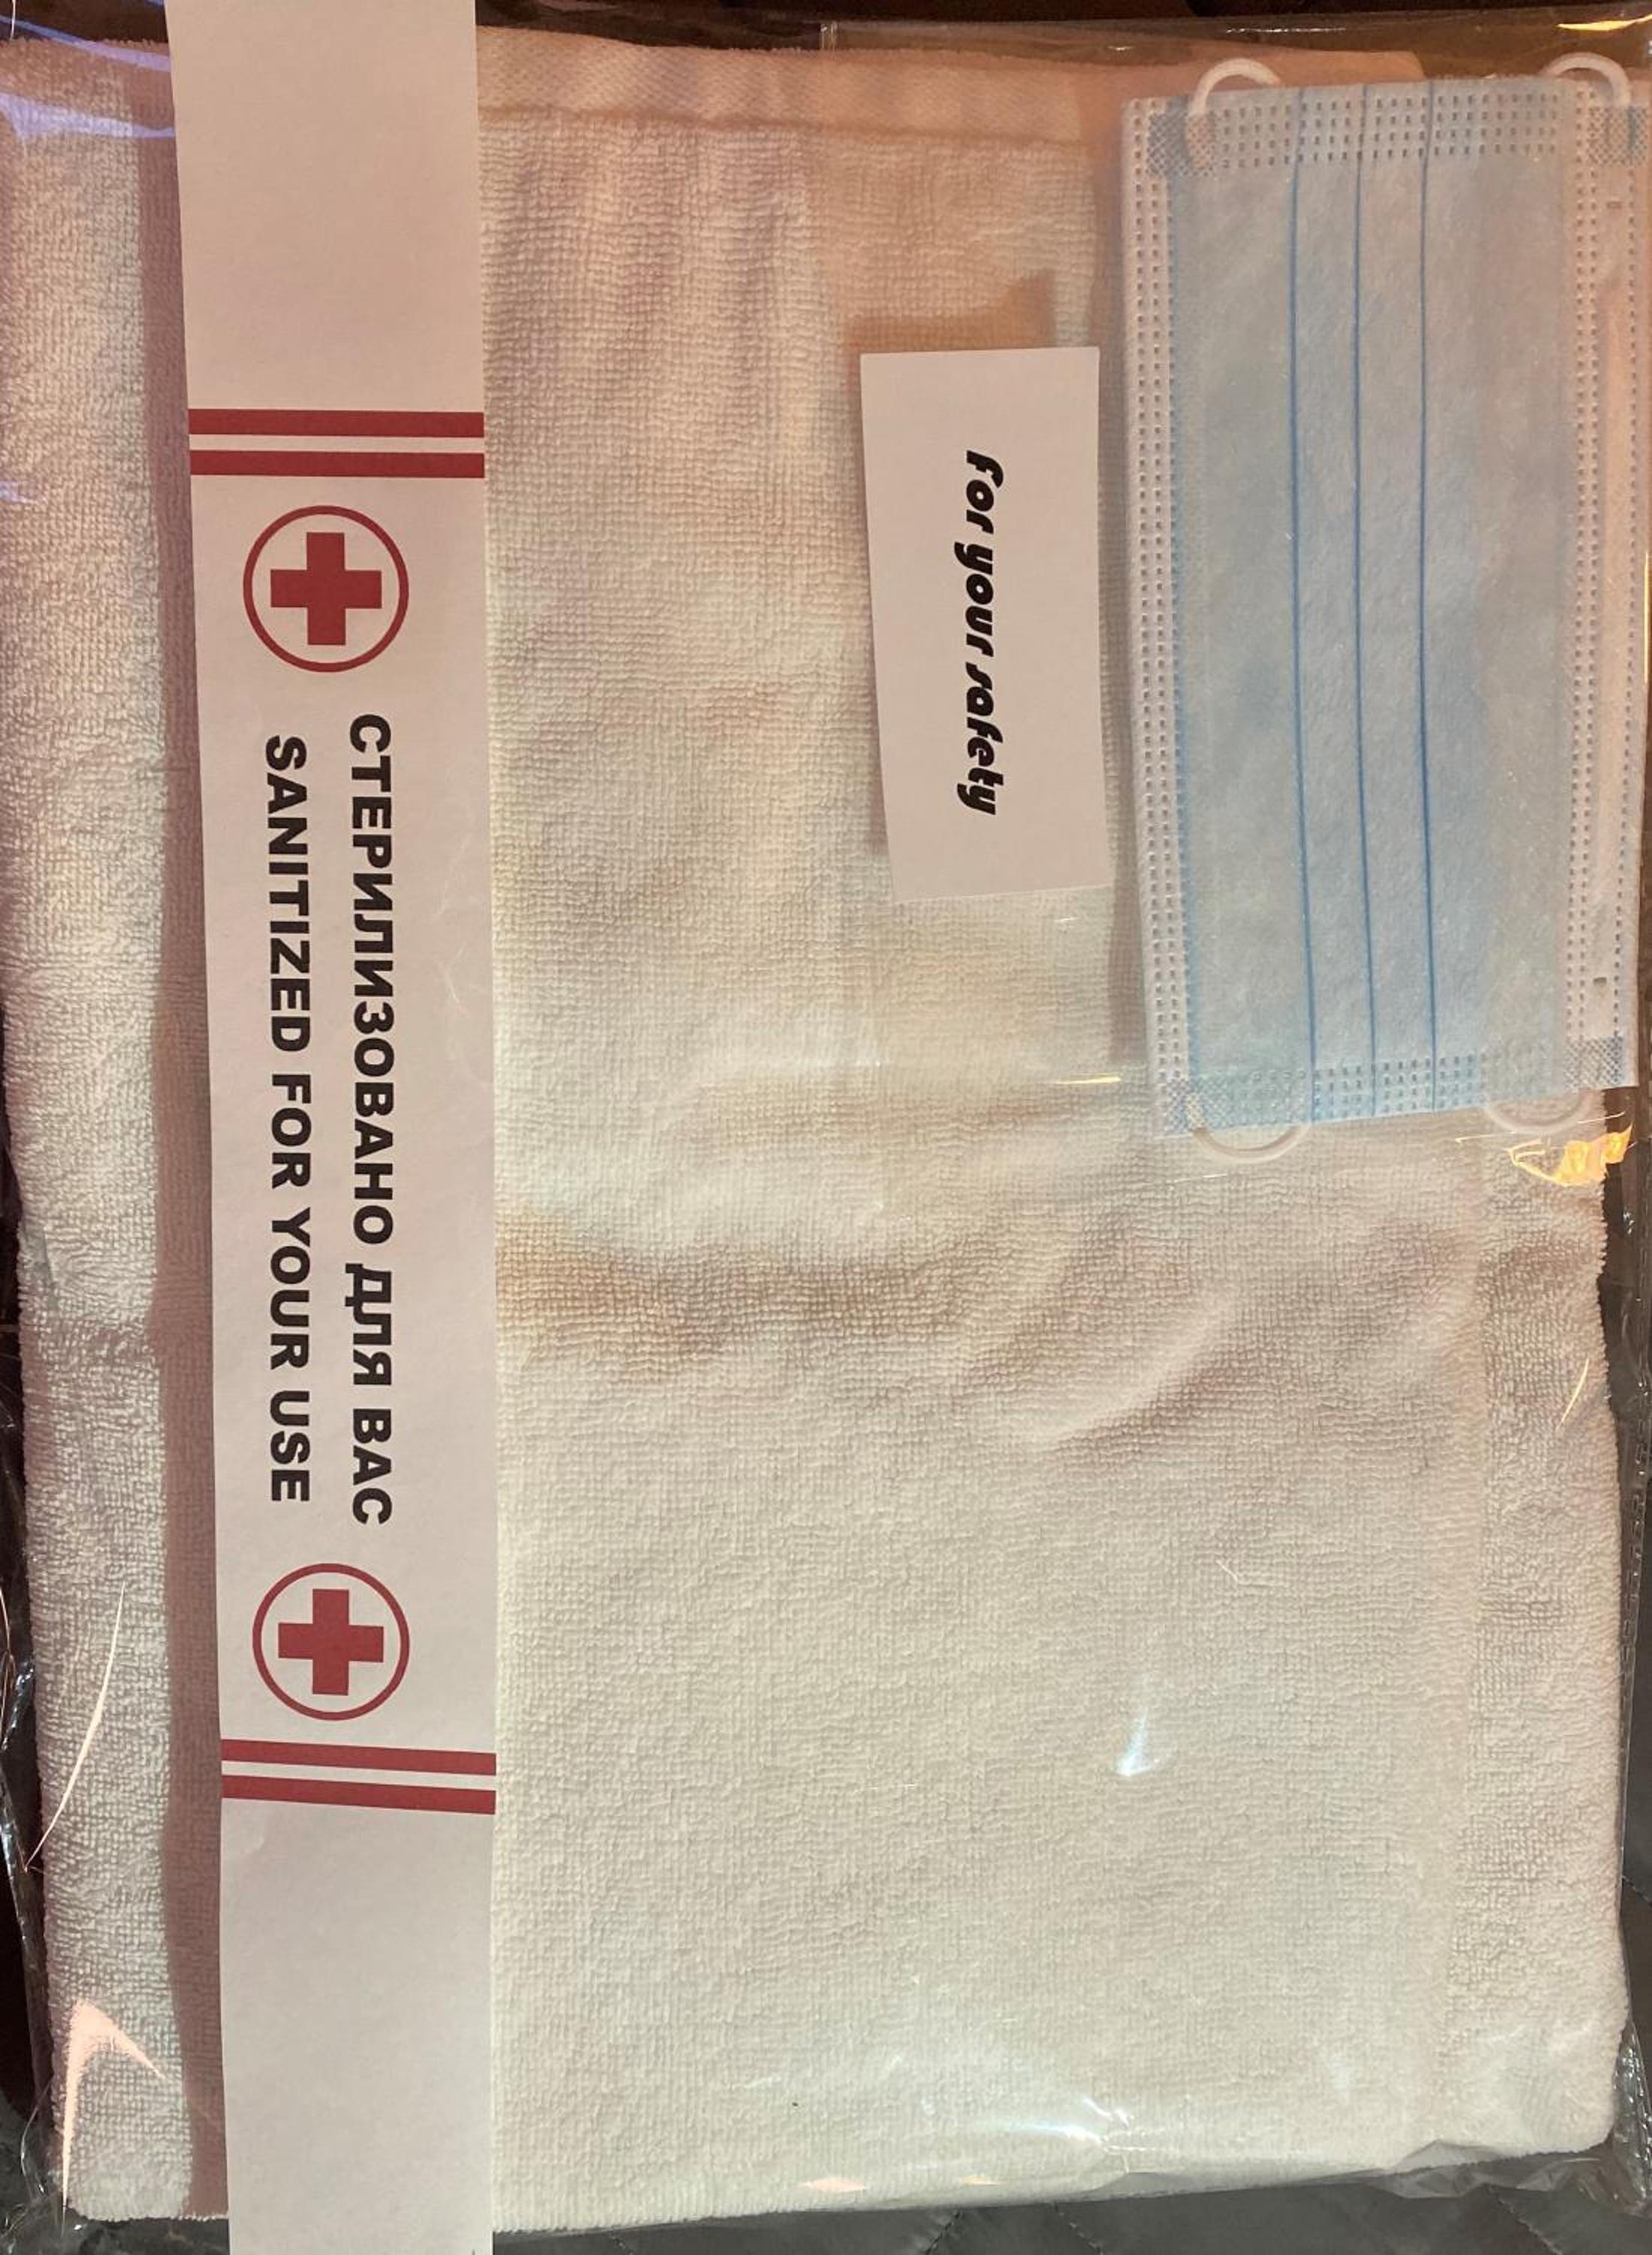 СТЕРИЛИЗОВАНО ДЛЯ ВАС
SANITIZED FOR YOUR USE
for your safety